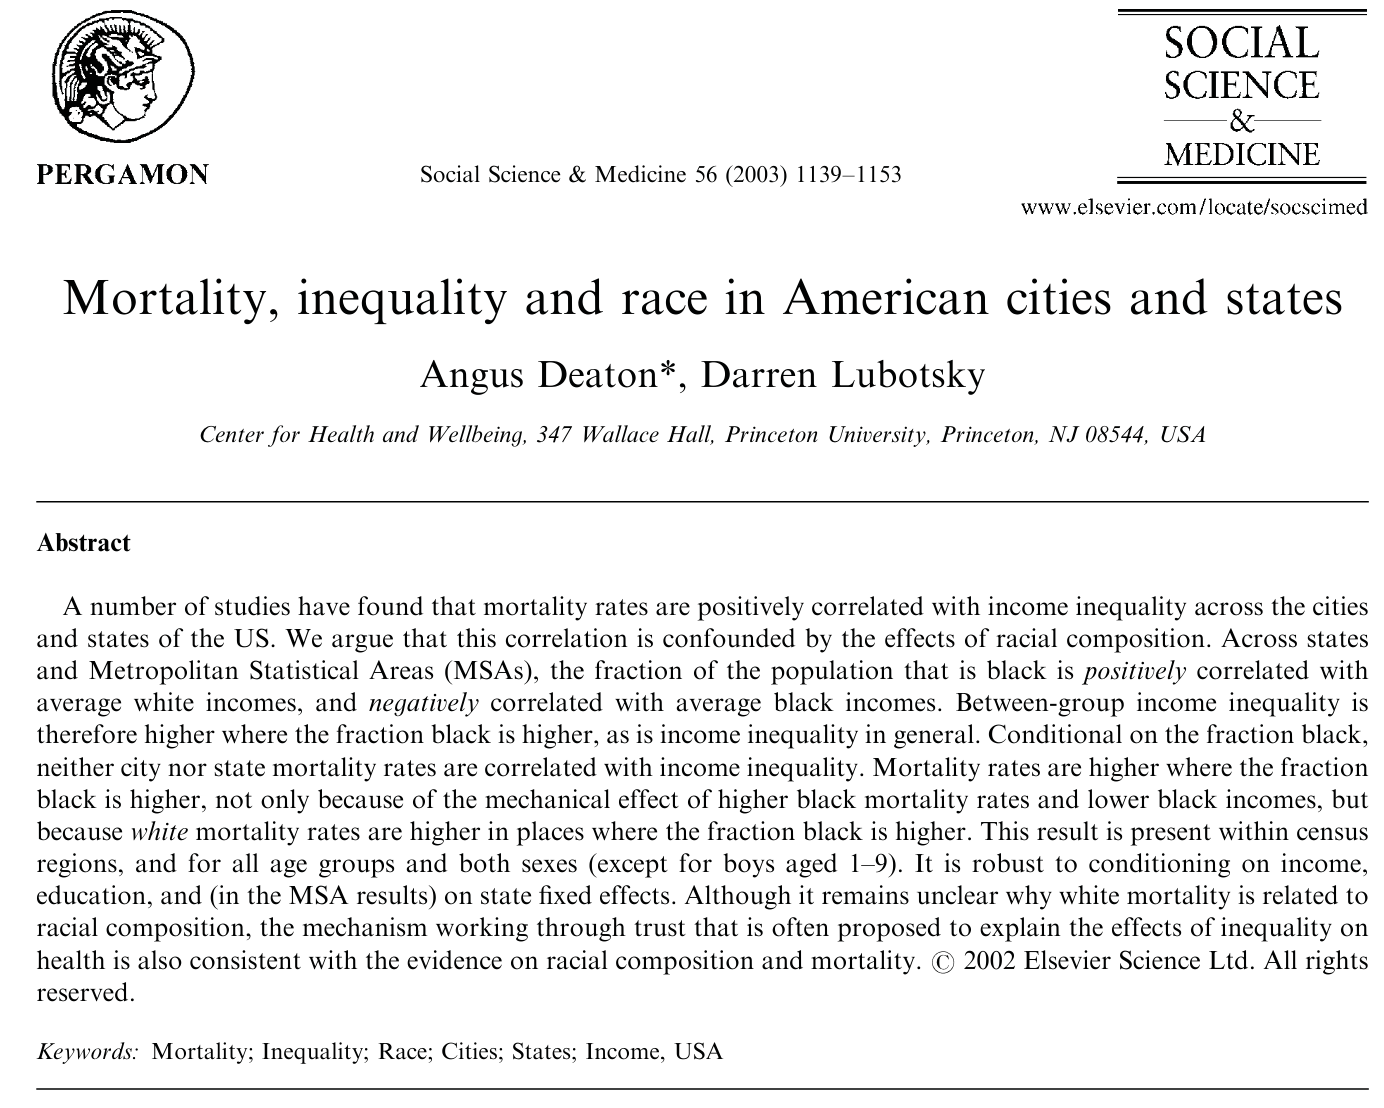 PERGAMON
Social Science & Medicine 56 (2003) 1139–1153
SOCIAL
SCIENCE
&
MEDICINE
www.elsevier.com/locate/socscimed
Mortality, inequality and race in American cities and states
Angus Deaton*, Darren Lubotsky
Center for Health and Wellbeing, 347 Wallace Hall, Princeton University, Princeton, NJ 08544, USA
Abstract
A number of studies have found that mortality rates are positively correlated with income inequality across the cities
and states of the US. We argue that this correlation is confounded by the effects of racial composition. Across states
and Metropolitan Statistical Areas (MSAs), the fraction of the population that is black is positively correlated with
average white incomes, and negatively correlated with average black incomes. Between-group income inequality is
therefore higher where the fraction black is higher, as is income inequality in general. Conditional on the fraction black,
neither city nor state mortality rates are correlated with income inequality. Mortality rates are higher where the fraction
black is higher, not only because of the mechanical effect of higher black mortality rates and lower black incomes, but
because white mortality rates are higher in places where the fraction black is higher. This result is present within census
regions, and for all age groups and both sexes (except for boys aged 1–9). It is robust to conditioning on income,
education, and (in the MSA results) on state fixed effects. Although it remains unclear why white mortality is related to
racial composition, the mechanism working through trust that is often proposed to explain the effects of inequality on
health is also consistent with the evidence on racial composition and mortality. © 2002 Elsevier Science Ltd. All rights
reserved.
Keywords: Mortality; Inequality; Race; Cities; States; Income, USA